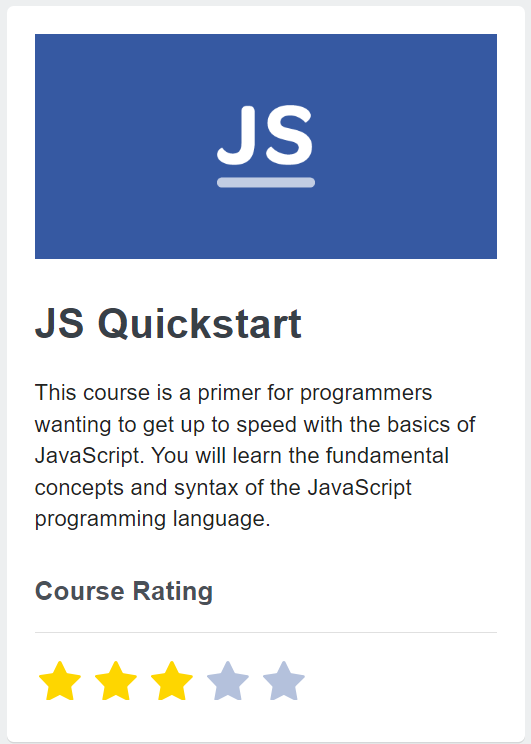 JS
JS Quickstart
This course is a primer for programmers
wanting to get up to speed with the basics of
JavaScript. You will learn the fundamental
concepts and syntax of the JavaScript
programming language.
Course Rating